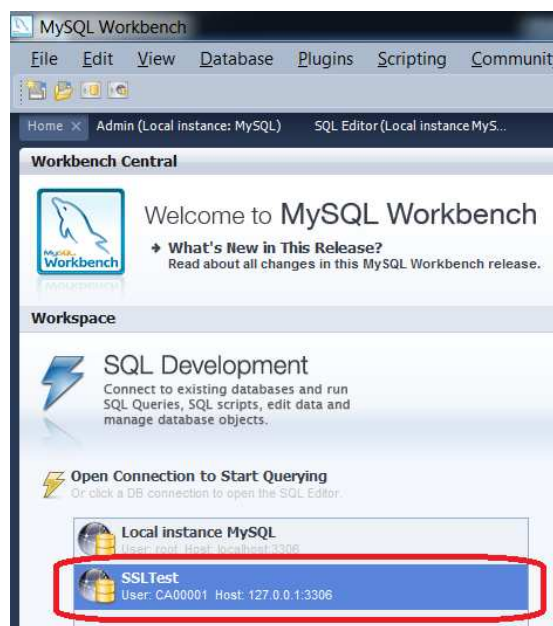 MySQL Workbench
File Edit View Database Plugins Scripting Communit
Home × Admin (Local instance: MySQL) SQL Editor (Local instance MyS...
Workbench Central
MySQL
Workbench
Welcome to MySQL Workbench
What's New in This Release?
Read about all changes in this MySQL Workbench release.
Workspace
SQL Development
Connect to existing databases and run
SQL Queries, SQL scripts, edit data and
manage database objects.
Open Connection to Start Querying
Or click a DB connection to open the SQL Editor.
Local instance MySQL
User: root Host: localhost:3306
SSLTest
User: CA00001 Host: 127.0.0.1:3306